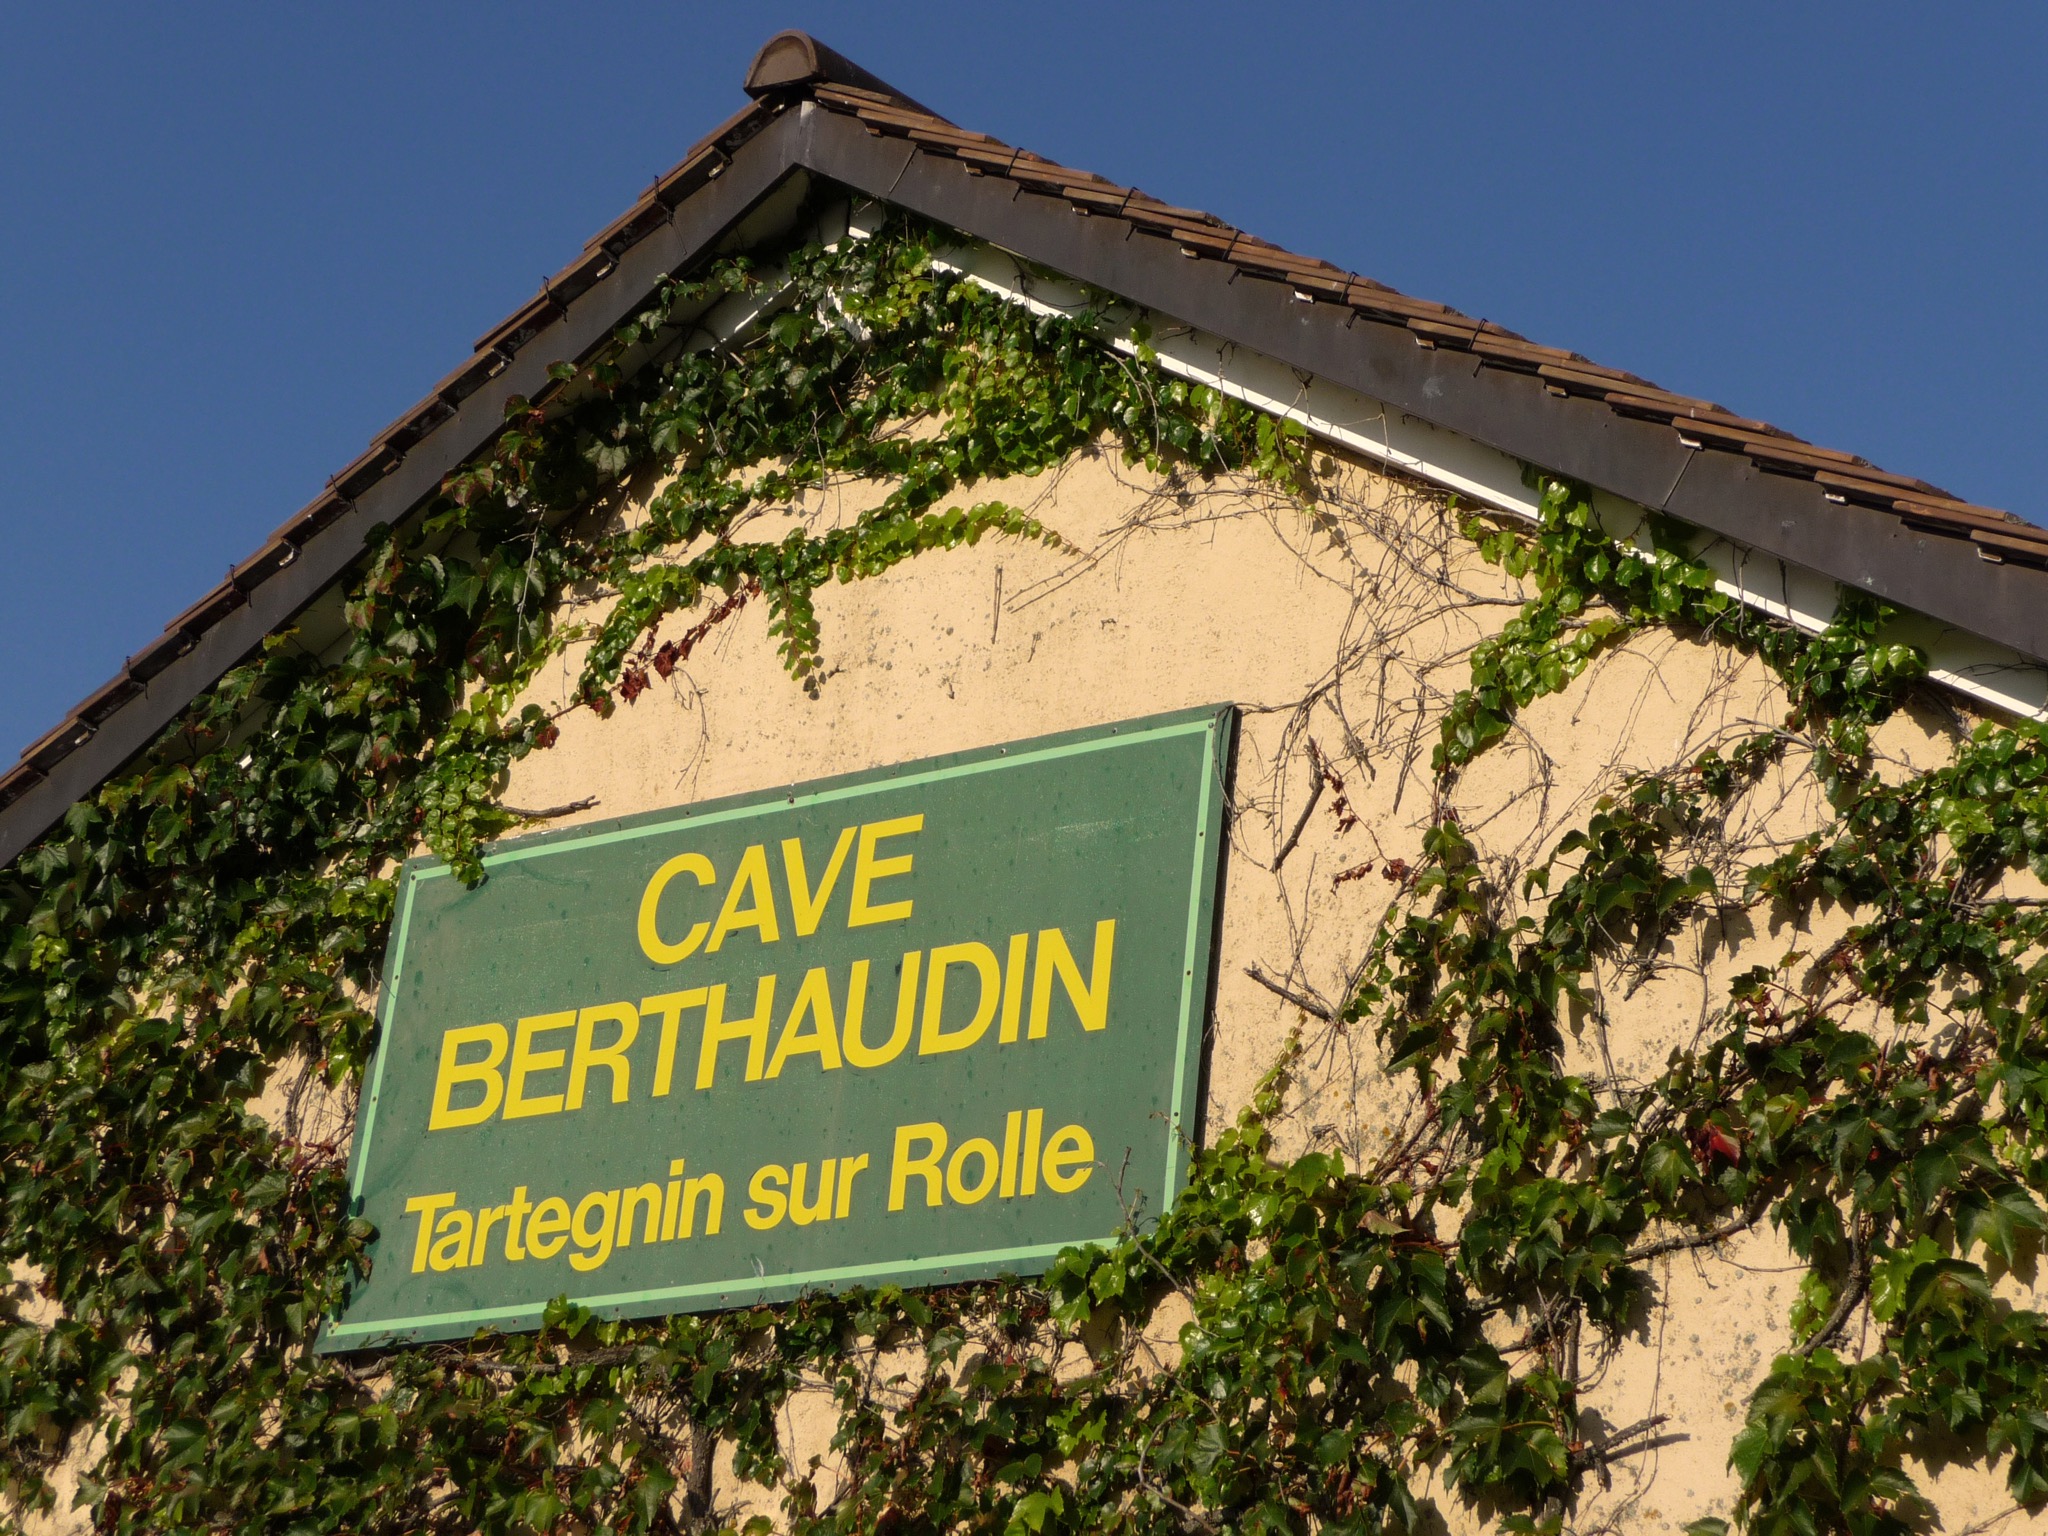 CAVE
BERTHAUDIN
Tartegnin sur Rolle